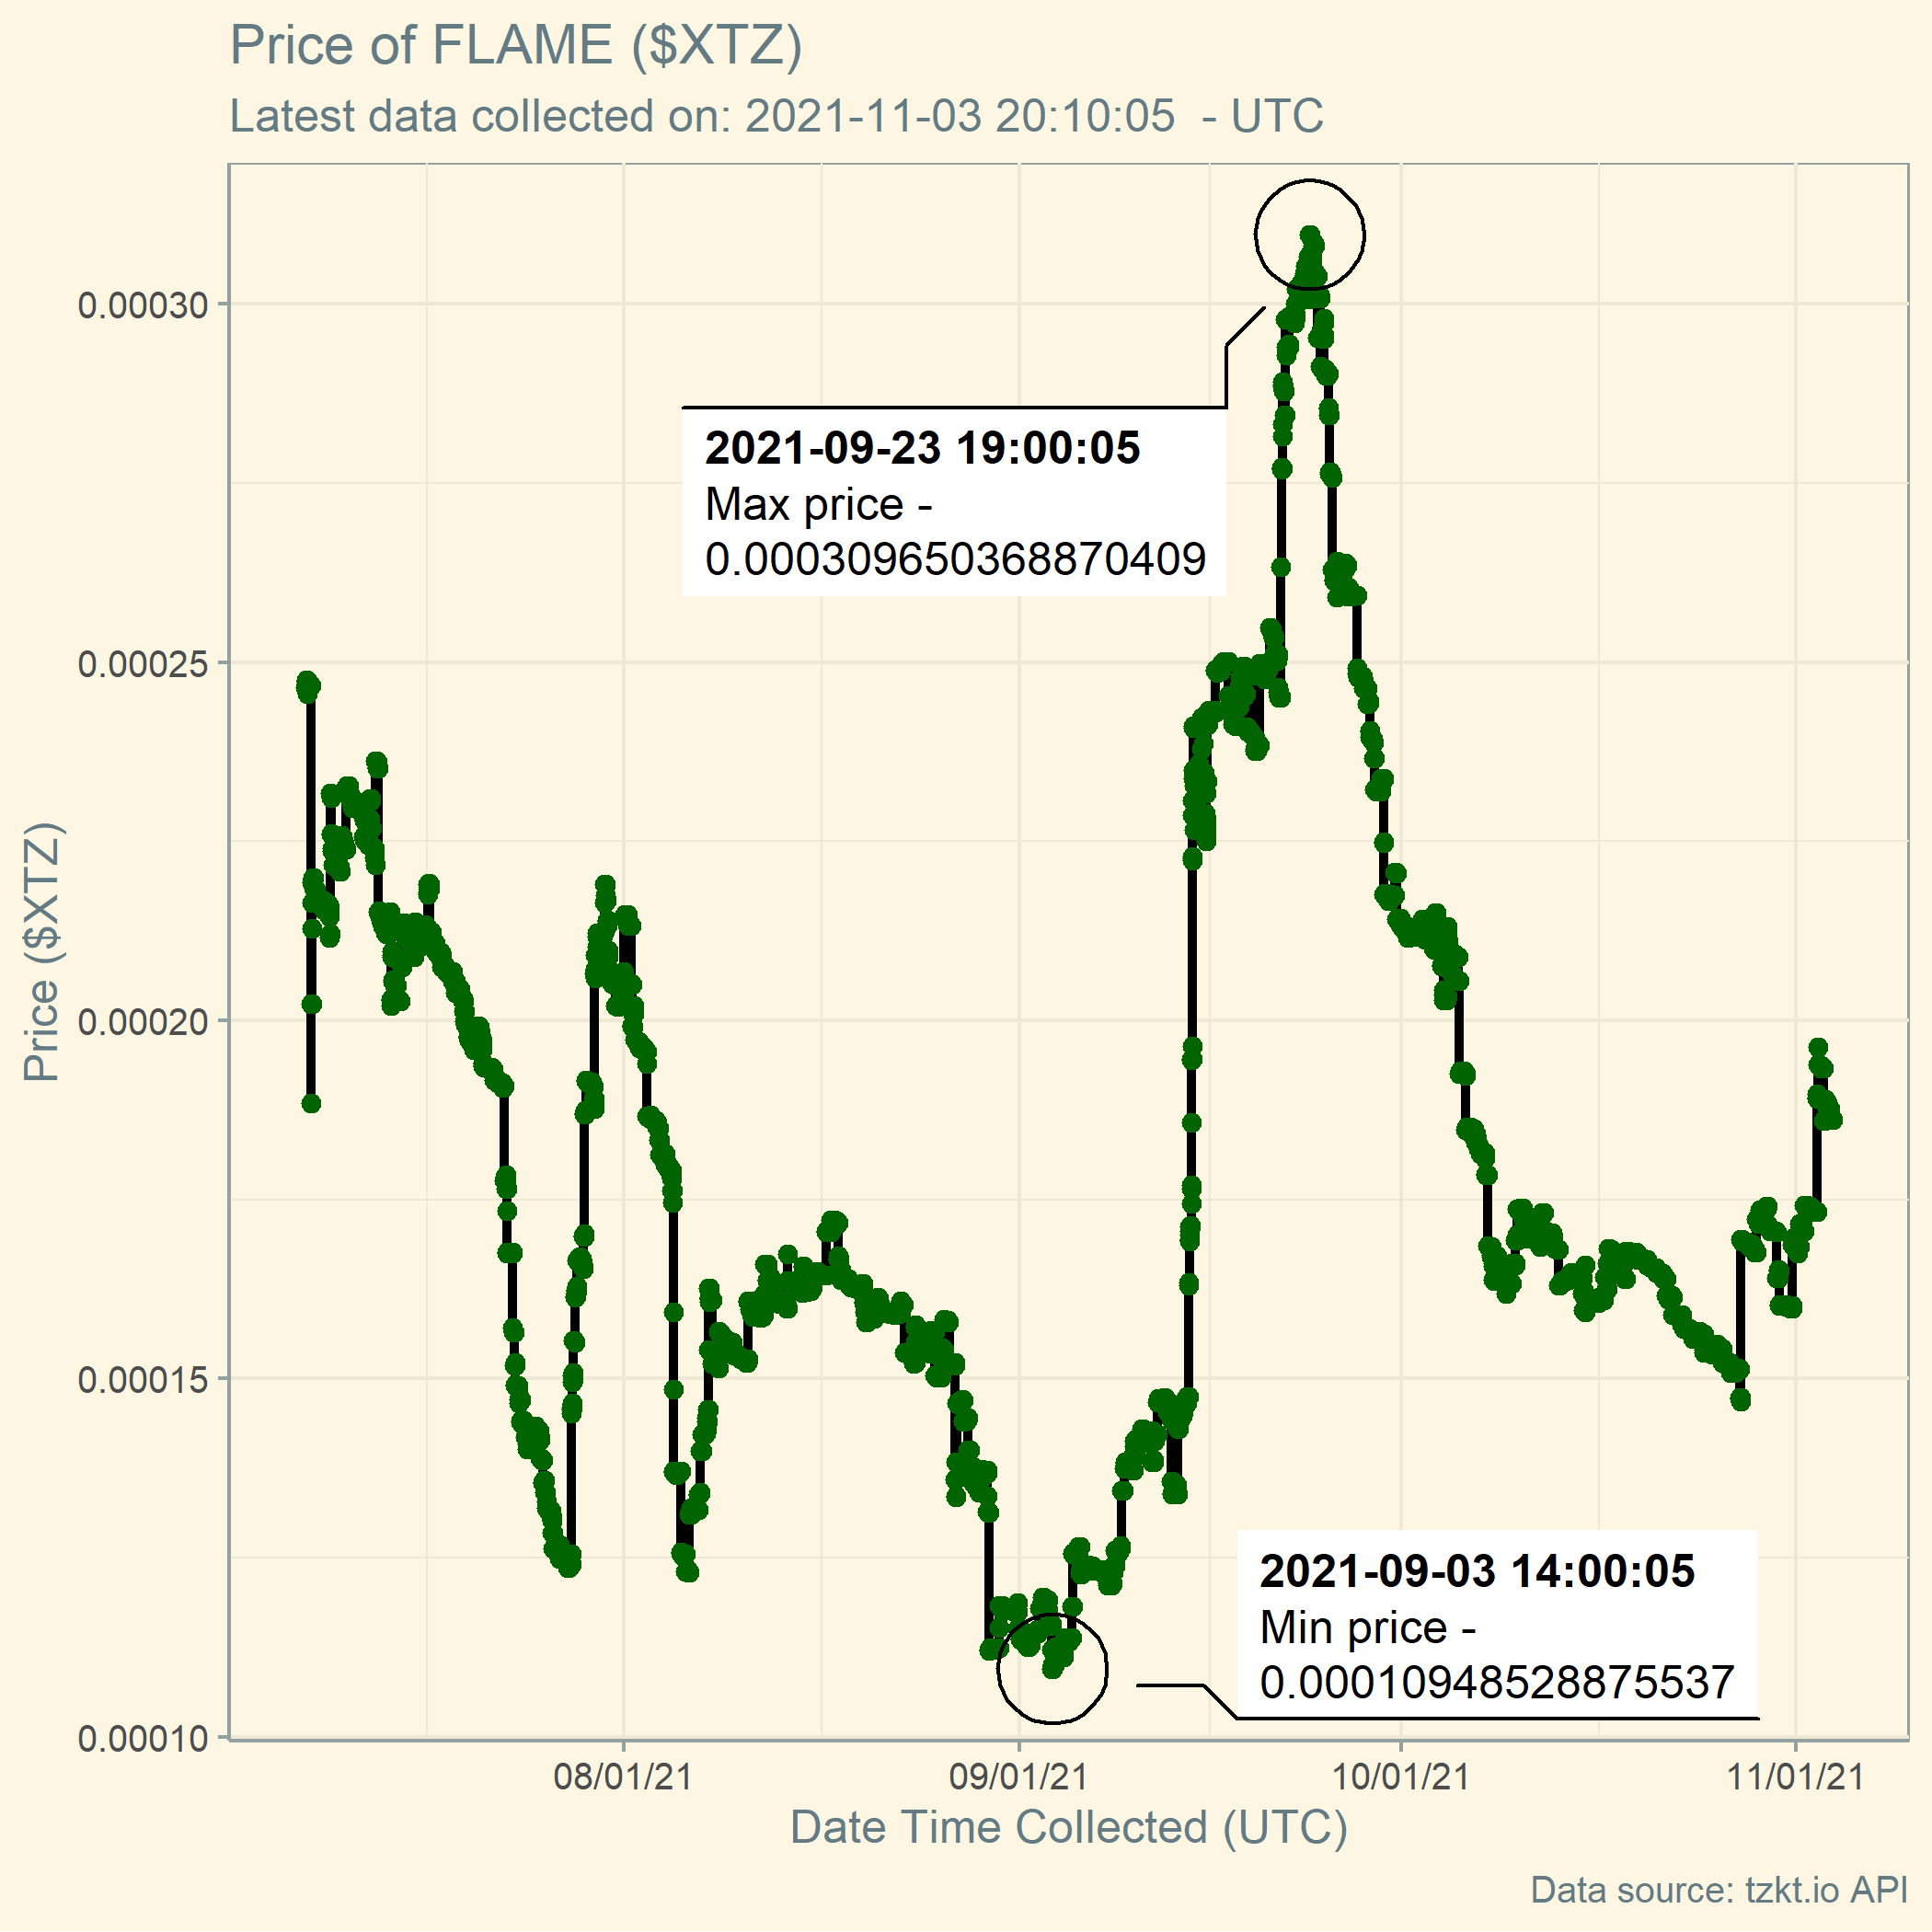 Price of FLAME ($XTZ)
Latest data collected on: 2021-11-03 20:10:05  - UTC
Price ($XTZ)
0.00030
0.00025
0.00020
0.00015
0.00010
2021-09-23 19:00:05
Max price -
0.000309650368870409
2021-09-03 14:00:05
Min price -
0.000109485288755537
08/01/21
09/01/21
10/01/21
11/01/21
Date Time Collected (UTC)
Data source: tzkt.io API